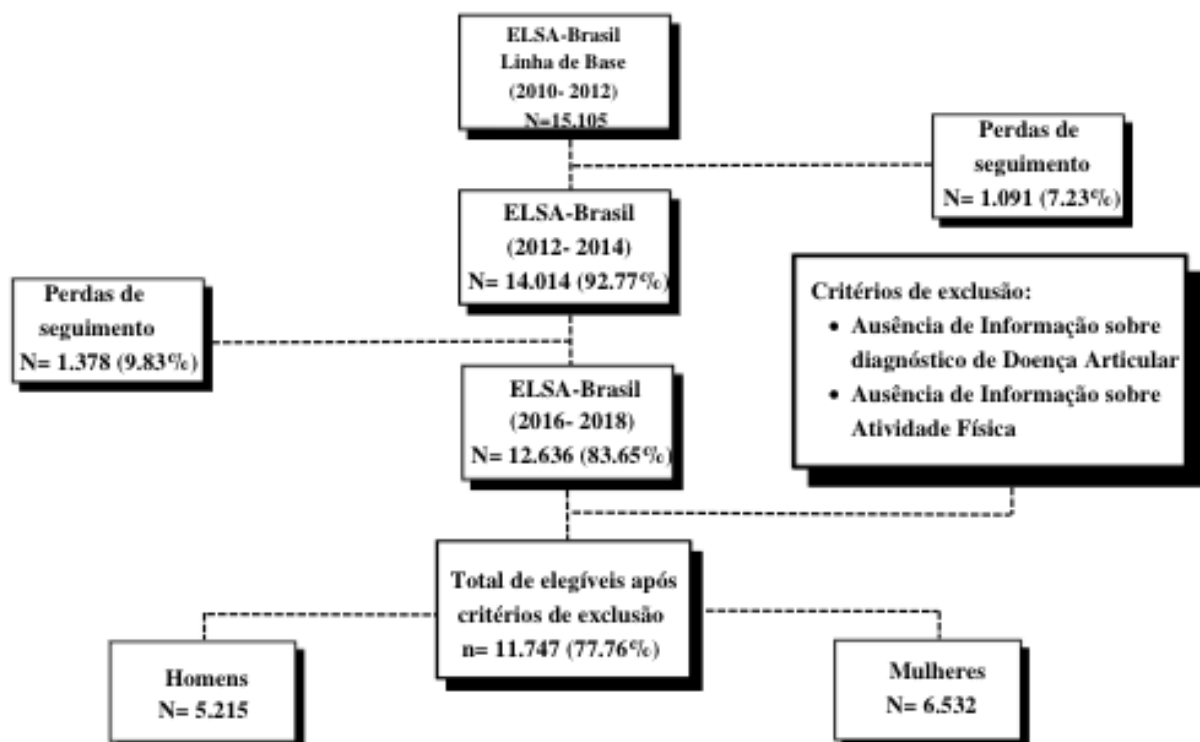 ELSA-Brasil
Linha de Base
(2010- 2012)
N=15.105
Perdas de
seguimento
N= 1.091 (7.23%)
ELSA-Brasil
(2012- 2014)
N= 14.014 (92.77%)
Perdas de
seguimento
N= 1.378 (9.83%)
Critérios de exclusão:
• Ausência de Informação sobre
diagnóstico de Doença Articular
• Ausência de Informação sobre
Atividade Física
ELSA-Brasil
(2016- 2018)
N= 12.636 (83.65%)
Total de elegíveis após
critérios de exclusão
n= 11.747 (77.76%)
Homens
N= 5.215
Mulheres
N= 6.532